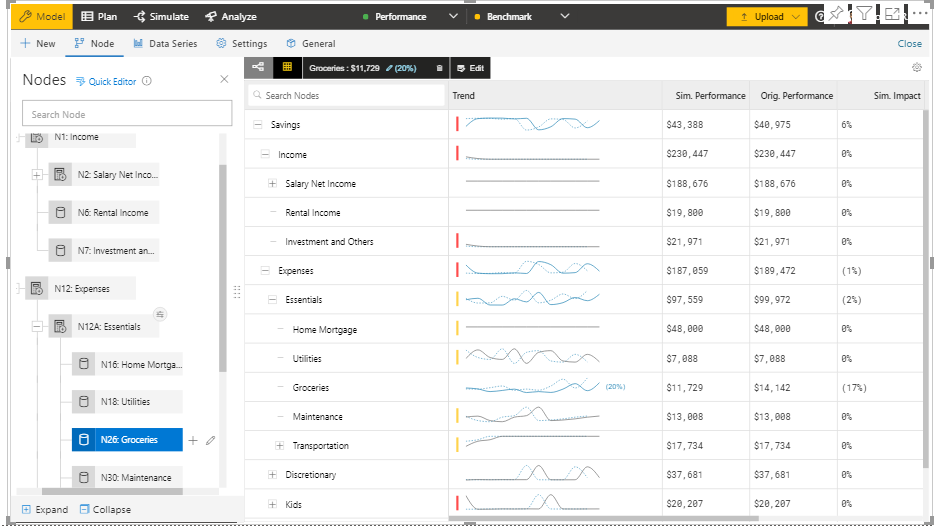 Model Plan Simulate Analyze Performance Benchmark Upload
New Node Data Series Settings General Close
Nodes Quick Editor
Search Node
N1: Income
N2: Salary Net Inco...
N6: Rental Income
N7: Investment an...
N12: Expenses
N12A: Essentials
N16: Home Mortga...
N18: Utilities
N26: Groceries
N30: Maintenance
Expand Collapse
Groceries : $11,729 (20%) Edit
Search Nodes Trend Sim. Performance Orig. Performance Sim. Impact
Savings $43,388 $40,975 6%
Income $230,447 $230,447 0%
Salary Net Income $188,676 $188,676 0%
Rental Income $19,800 $19,800 0%
Investment and Others $21,971 $21,971 0%
Expenses $187,059 $189,472 (1%)
Essentials $97,559 $99,972 (2%)
Home Mortgage $48,000 $48,000 0%
Utilities $7,088 $7,088 0%
Groceries (20%) $11,729 $14,142 (17%)
Maintenance $13,008 $13,008 0%
Transportation $17,734 $17,734 0%
Discretionary $37,681 $37,681 0%
Kids $20,207 $20,207 0%